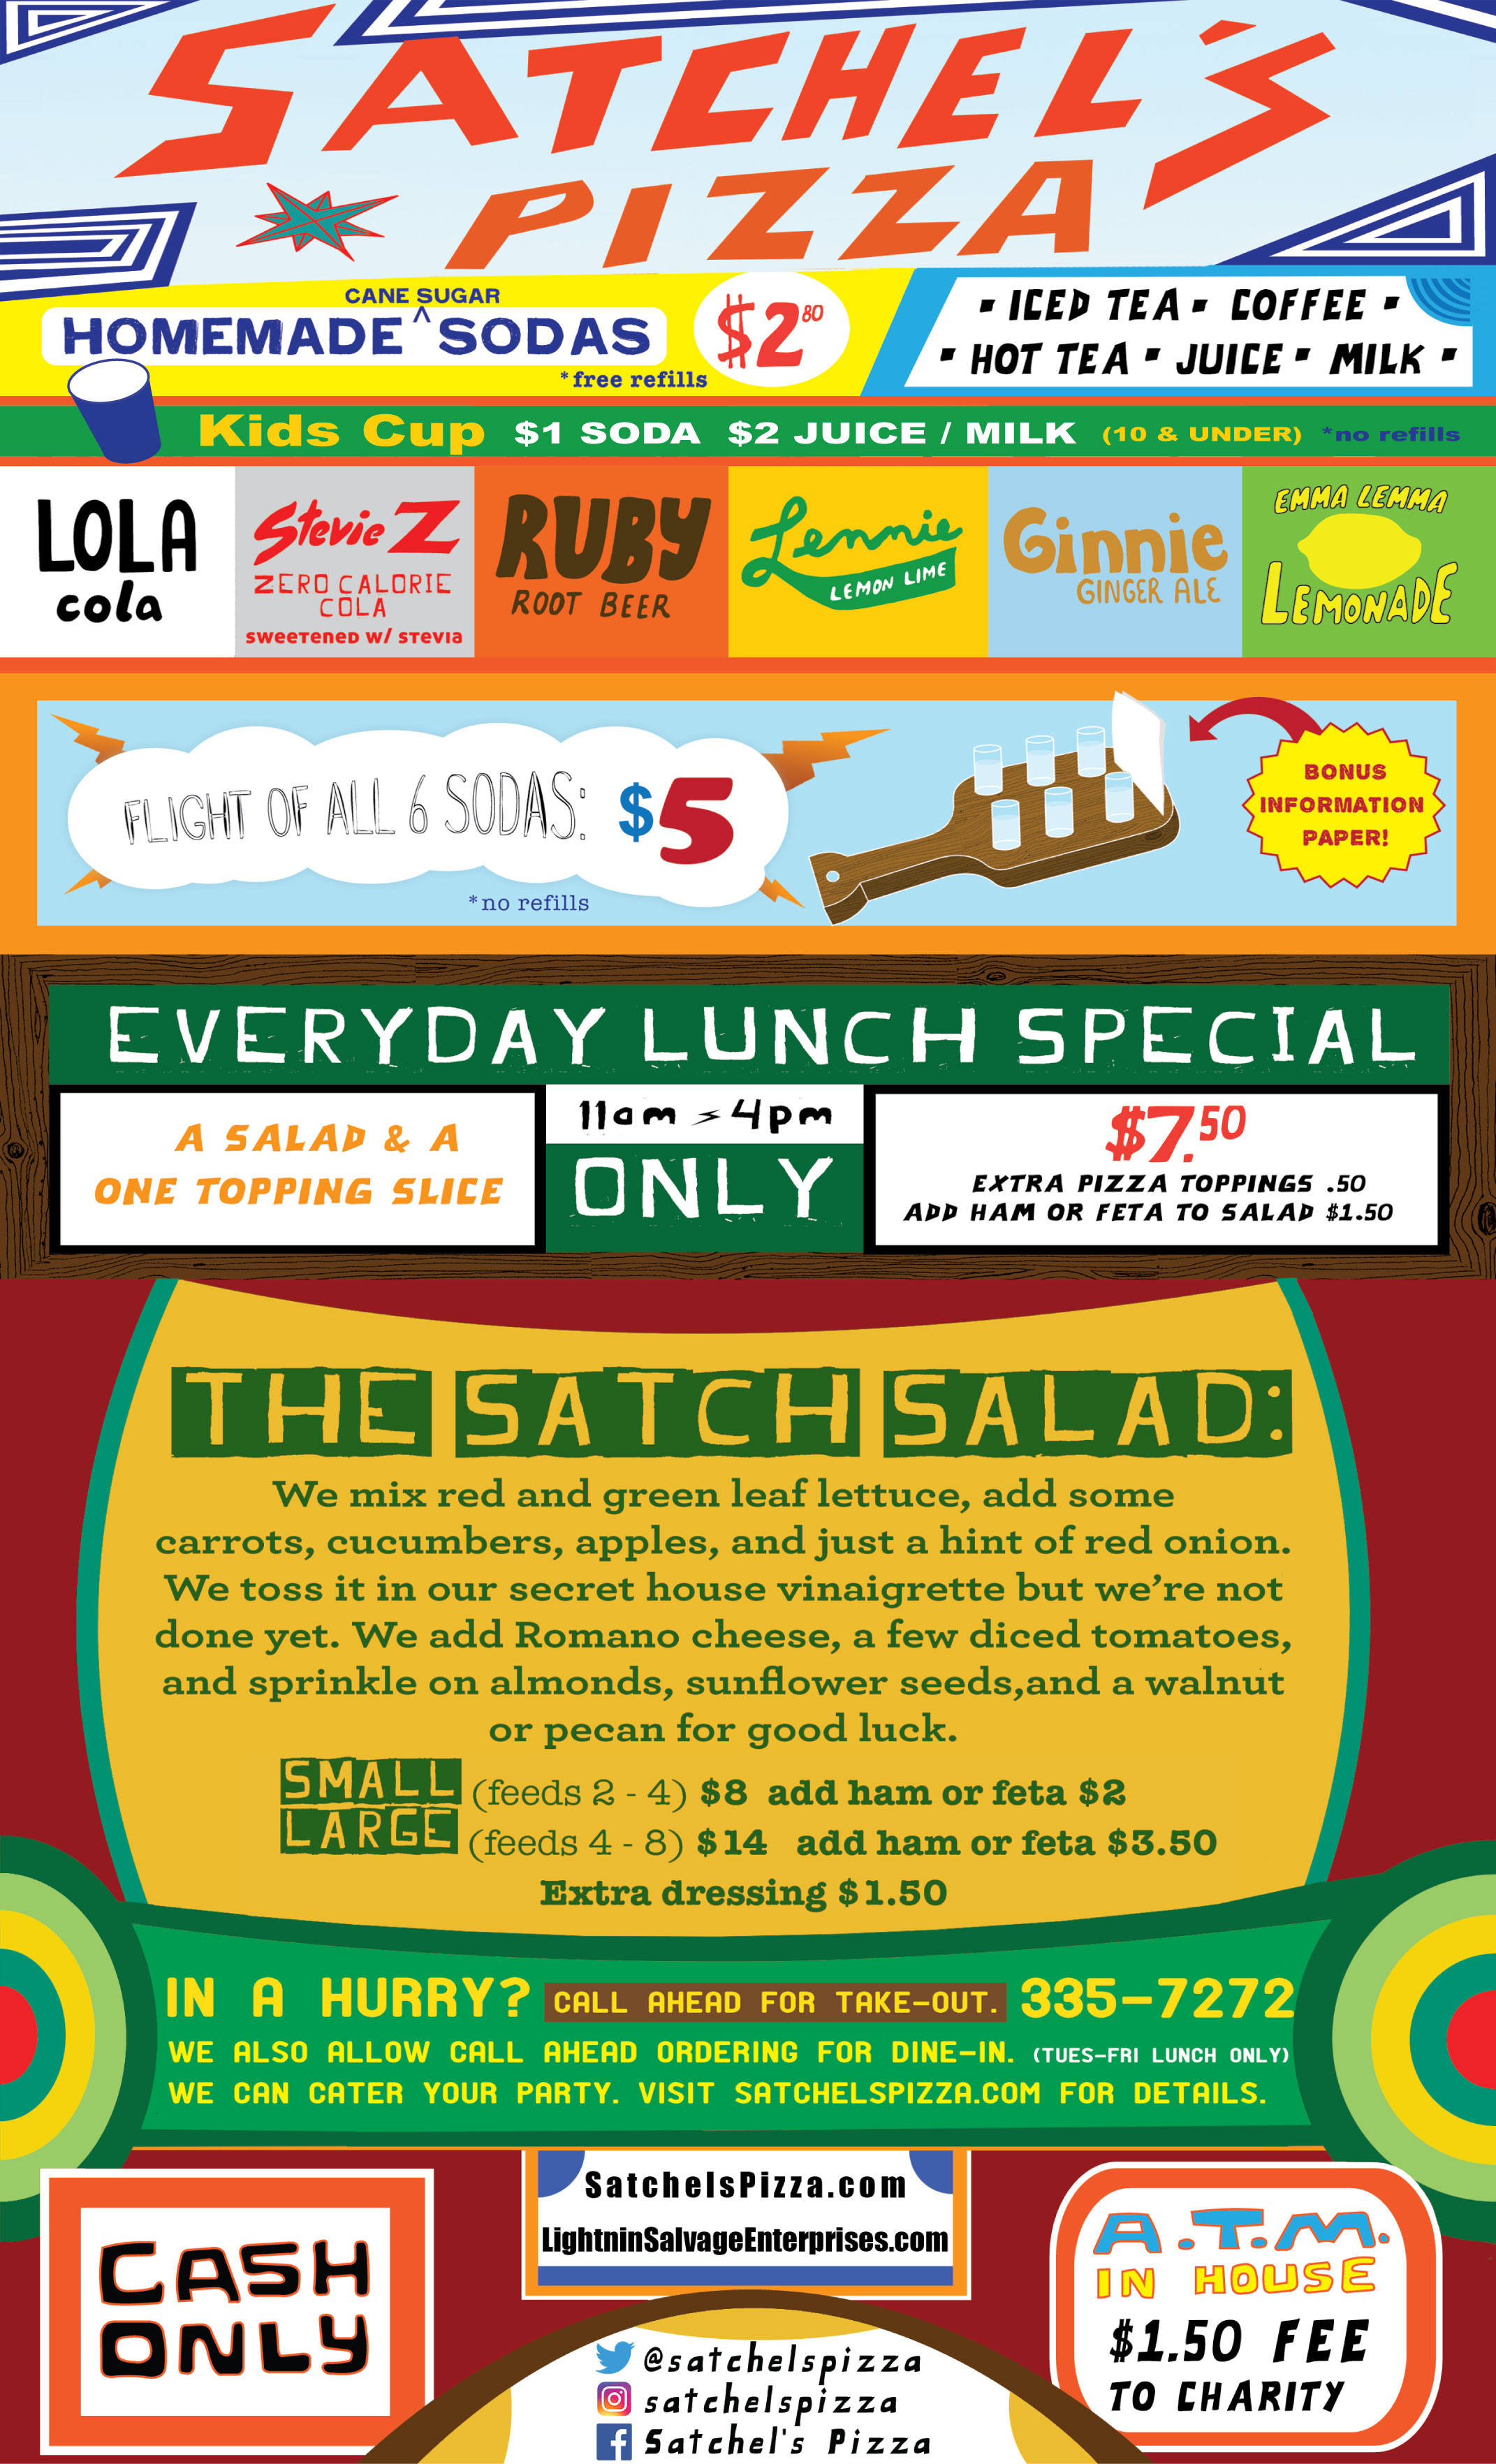 SATCHEL'S
PIZZA
CANE SUGAR
HOMEMADE ^ SODAS
*free refills
$2.80
- ICED TEA - COFFEE -
- HOT TEA - JUICE - MILK -
Kids Cup $1 SODA $2 JUICE / MILK (10 & UNDER) *no refills
LOLA
cola
Stevie Z
ZERO CALORIE
COLA
SWEETENED W/ STEVIA
RUBY
ROOT BEER
Lennie
LEMON LIME
Ginnie
GINGER ALE
EMMA LEMMA
LEMONADE
FLIGHT OF ALL 6 SODAS: $5
*no refills
BONUS
INFORMATION
PAPER!
EVERYDAY LUNCH SPECIAL
A SALAD & A
ONE TOPPING SLICE
11am - 4pm
ONLY
$7.50
EXTRA PIZZA TOPPINGS .50
ADD HAM OR FETA TO SALAD $1.50
THE SATCH SALAD:
We mix red and green leaf lettuce, add some
carrots, cucumbers, apples, and just a hint of red onion.
We toss it in our secret house vinaigrette but we're not
done yet. We add Romano cheese, a few diced tomatoes,
and sprinkle on almonds, sunflower seeds,and a walnut
or pecan for good luck.
SMALL (feeds 2 - 4) $8 add ham or feta $2
LARGE (feeds 4 - 8) $14 add ham or feta $3.50
Extra dressing $1.50
IN A HURRY? CALL AHEAD FOR TAKE-OUT. 335-7272
WE ALSO ALLOW CALL AHEAD ORDERING FOR DINE-IN. (TUES-FRI LUNCH ONLY)
WE CAN CATER YOUR PARTY. VISIT SATCHELSPIZZA.COM FOR DETAILS.
CASH
ONLY
SatchelsPizza.com
LightninSalvageEnterprises.com
@satchelspizza
satchelspizza
Satchel's Pizza
A.T.M.
IN HOUSE
$1.50 FEE
TO CHARITY